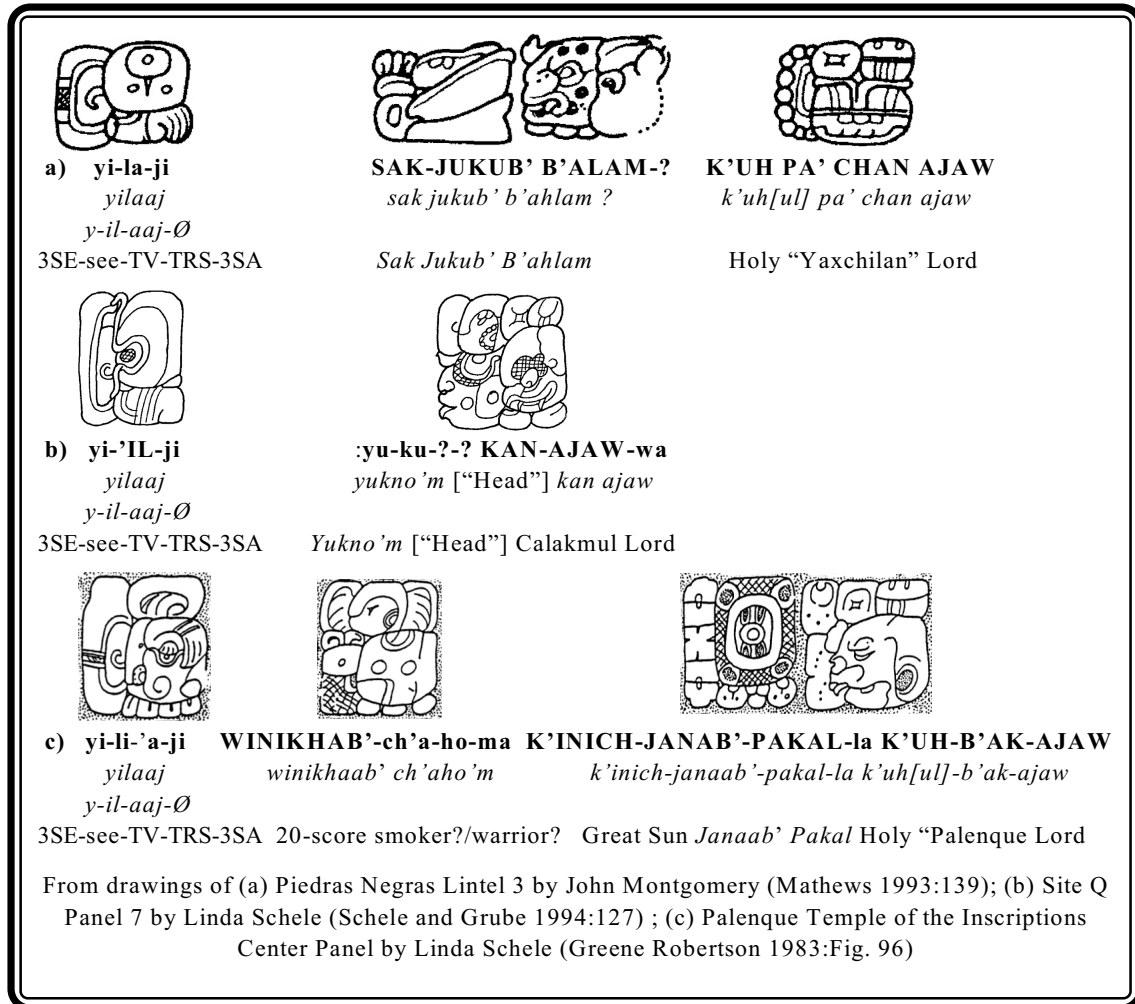 a) yi-la-ji SAK-JUKUB’ B’ALAM-? K’UH PA’ CHAN AJAW
yilaaj sak jukub’ b’ahlam ? k’uh[ul] pa’ chan ajaw
y-il-aaj-Ø
3SE-see-TV-TRS-3SA Sak Jukub’ B’ahlam Holy “Yaxchilan” Lord
b) yi-’IL-ji :yu-ku-?-? KAN-AJAW-wa
yilaaj yukno’m [“Head”] kan ajaw
y-il-aaj-Ø
3SE-see-TV-TRS-3SA Yukno’m [“Head”] Calakmul Lord
c) yi-li-’a-ji WINIKHAB’-ch’a-ho-ma K’INICH-JANAB’-PAKAL-la K’UH-B’AK-AJAW
yilaaj winikhaab’ ch’aho’m k’inich-janaab’-pakal-la k’uh[ul]-b’ak-ajaw
y-il-aaj-Ø
3SE-see-TV-TRS-3SA 20-score smoker?/warrior? Great Sun Janaab’ Pakal Holy “Palenque Lord
From drawings of (a) Piedras Negras Lintel 3 by John Montgomery (Mathews 1993:139); (b) Site Q
Panel 7 by Linda Schele (Schele and Grube 1994:127) ; (c) Palenque Temple of the Inscriptions
Center Panel by Linda Schele (Greene Robertson 1983:Fig. 96)